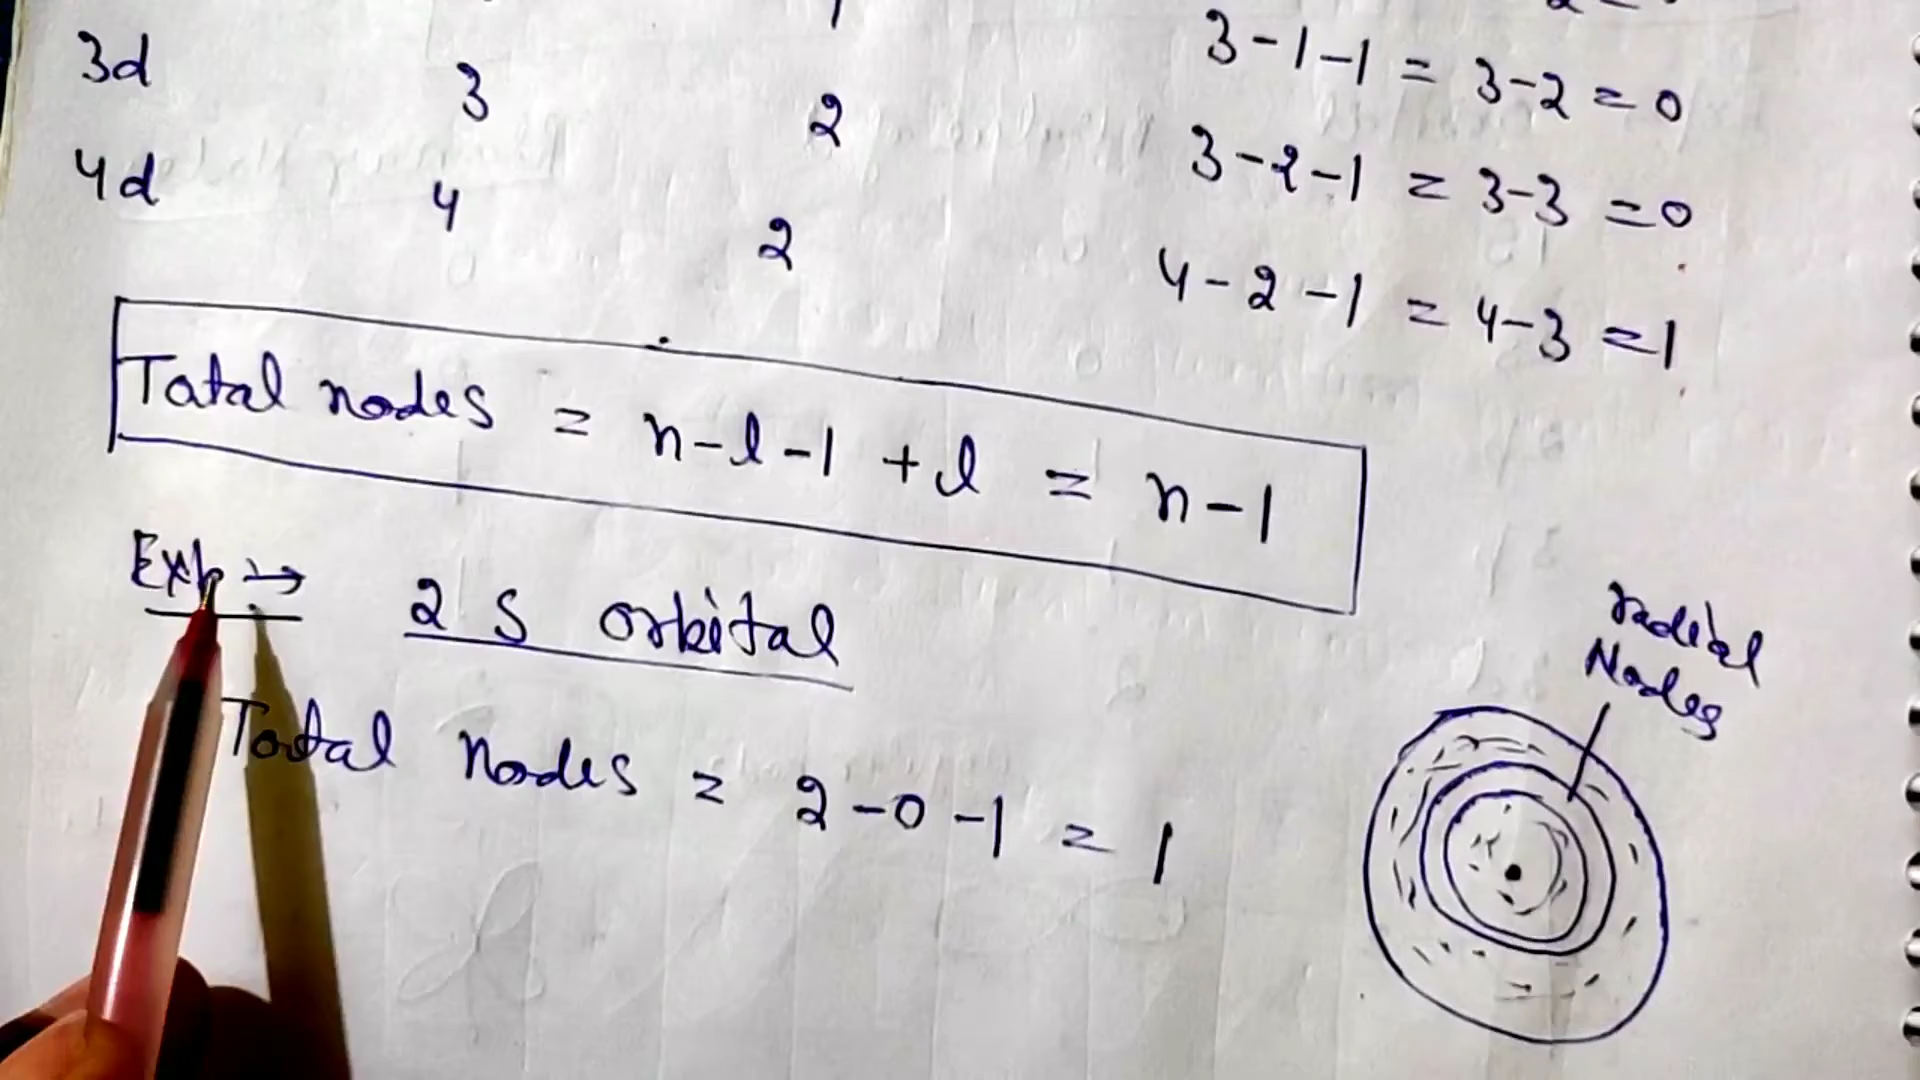 3-1-1 = 3-2 = 0
3d 3 2 3-2-1 = 3-3 = 0
4d 4 2 4-2-1 = 4-3 = 1
Tatal nodes = n-l-1 + l = n-1
Exp :→ 2 S orbital
Total Nodes = 2-0-1 = 1
radial
Nodes